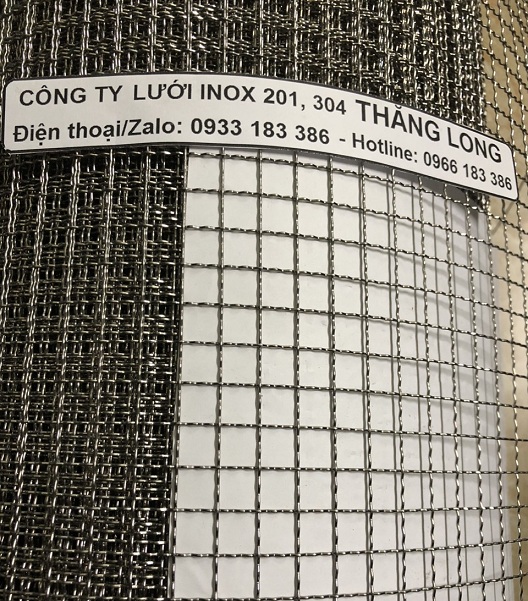 CÔNG TY LƯỚI INOX 201, 304 THĂNG LONG
Điện thoại/Zalo: 0933 183 386 - Hotline: 0966 183 386